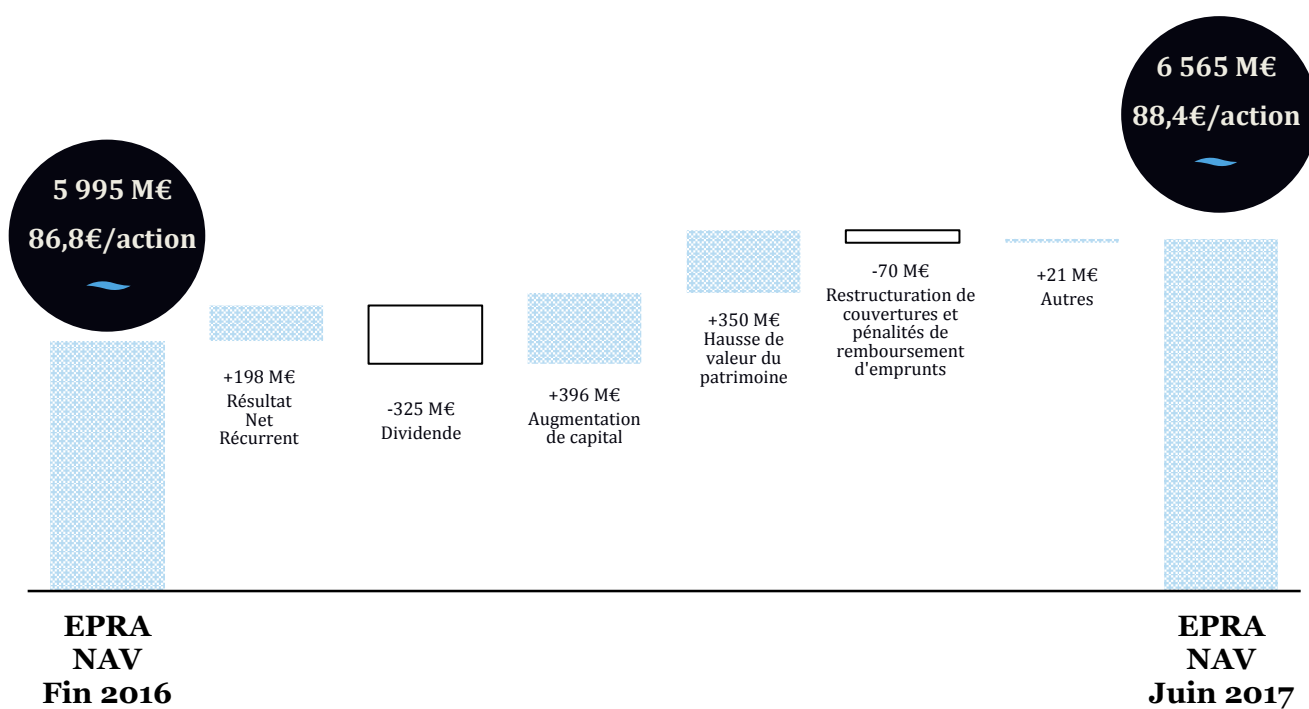 5 995 M€
86,8€/action
+198 M€
Résultat
Net
Récurrent
-325 M€
Dividende
+396 M€
Augmentation
de capital
+350 M€
Hausse de
valeur du
patrimoine
-70 M€
Restructuration de
couvertures et
pénalités de
remboursement
d'emprunts
+21 M€
Autres
6 565 M€
88,4€/action
EPRA
NAV
Fin 2016
EPRA
NAV
Juin 2017